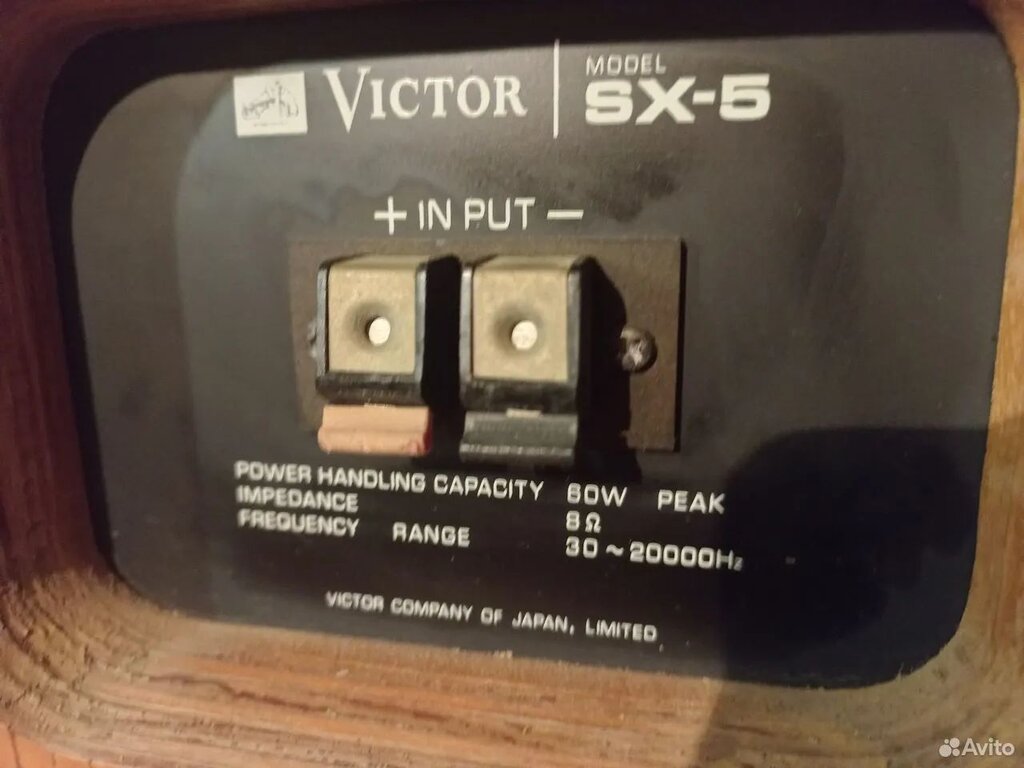 VICTOR
MODEL
SX-5
+ IN PUT −
POWER HANDLING CAPACITY 60W PEAK
IMPEDANCE 8Ω
FREQUENCY RANGE 30 ~ 20000Hz
VICTOR COMPANY OF JAPAN, LIMITED
Avito